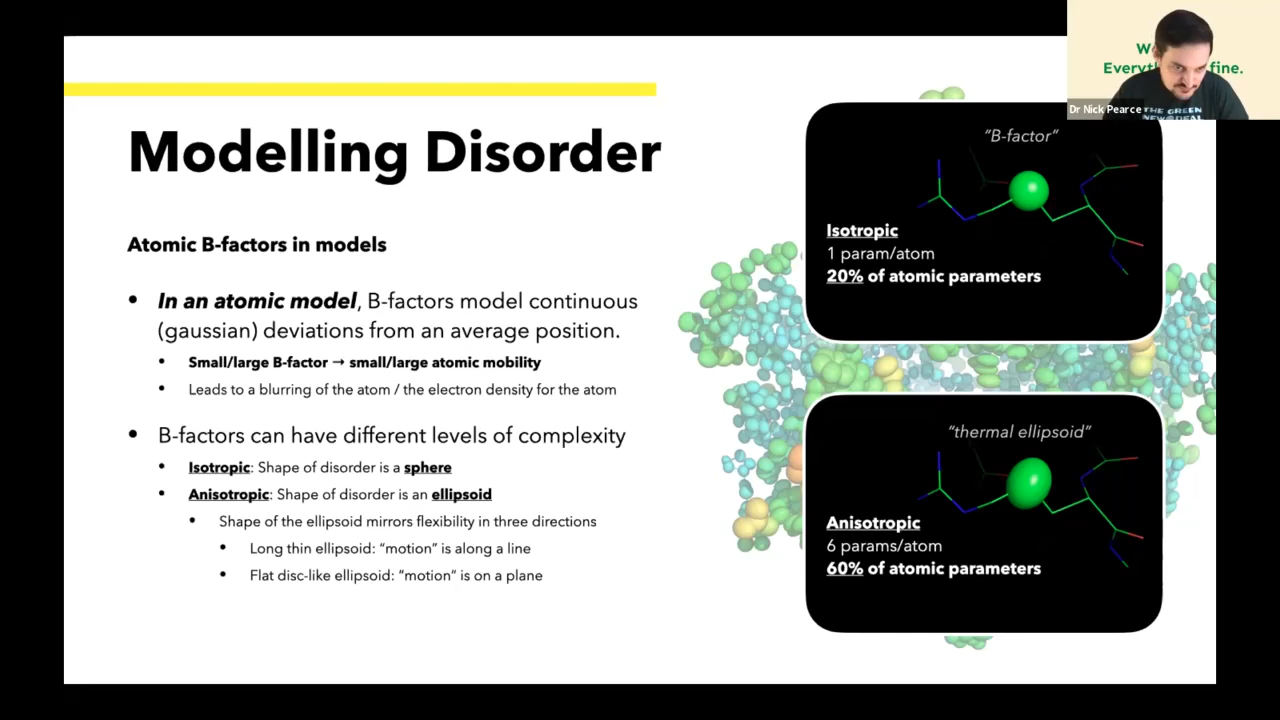 Modelling Disorder
Atomic B-factors in models
• In an atomic model, B-factors model continuous
(gaussian) deviations from an average position.
• Small/large B-factor → small/large atomic mobility
• Leads to a blurring of the atom / the electron density for the atom
• B-factors can have different levels of complexity
• Isotropic: Shape of disorder is a sphere
• Anisotropic: Shape of disorder is an ellipsoid
• Shape of the ellipsoid mirrors flexibility in three directions
• Long thin ellipsoid: “motion” is along a line
• Flat disc-like ellipsoid: “motion” is on a plane
“B-factor”
Isotropic
1 param/atom
20% of atomic parameters
“thermal ellipsoid”
Anisotropic
6 params/atom
60% of atomic parameters
fine.
Dr Nick Pearce
THE GREEN
NEW DEAL